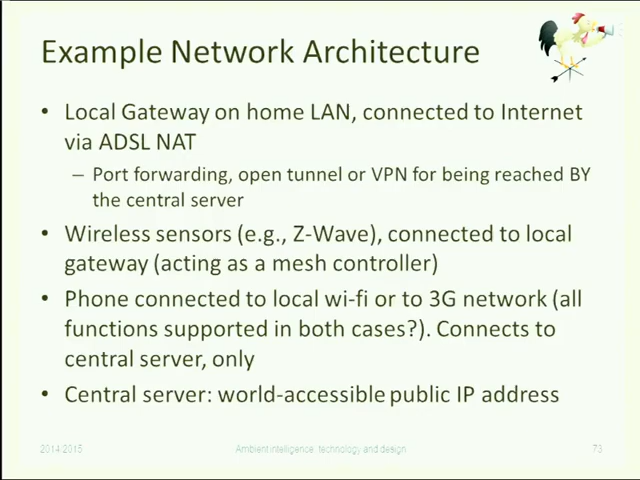 Example Network Architecture
• Local Gateway on home LAN, connected to Internet
via ADSL NAT
– Port forwarding, open tunnel or VPN for being reached BY
the central server
• Wireless sensors (e.g., Z-Wave), connected to local
gateway (acting as a mesh controller)
• Phone connected to local wi-fi or to 3G network (all
functions supported in both cases?). Connects to
central server, only
• Central server: world-accessible public IP address
2014/2015
Ambient intelligence: technology and design
73